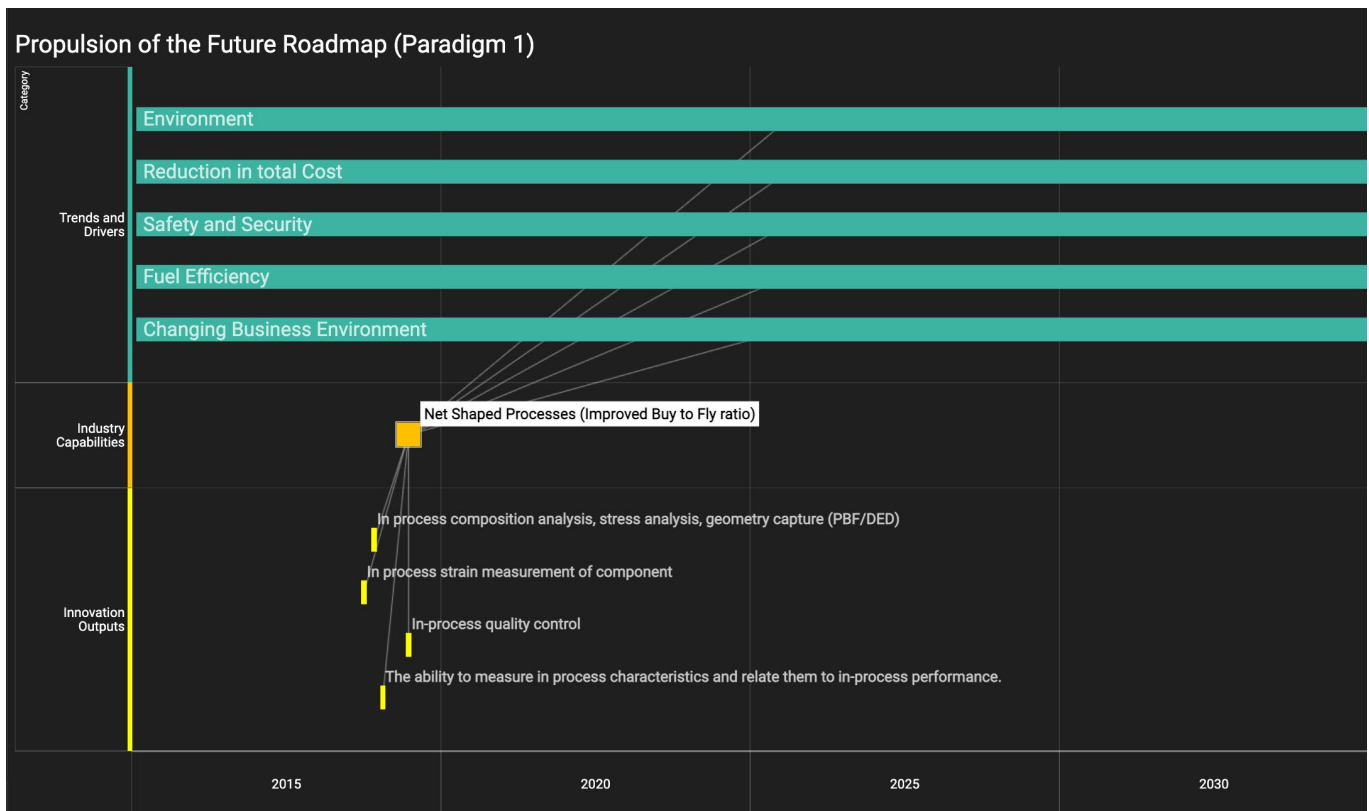 Propulsion of the Future Roadmap (Paradigm 1)
Category
Trends and
Drivers
Environment
Reduction in total Cost
Safety and Security
Fuel Efficiency
Changing Business Environment
Industry
Capabilities
Net Shaped Processes (Improved Buy to Fly ratio)
Innovation
Outputs
In process composition analysis, stress analysis, geometry capture (PBF/DED)
In process strain measurement of component
In-process quality control
The ability to measure in process characteristics and relate them to in-process performance.
2015
2020
2025
2030